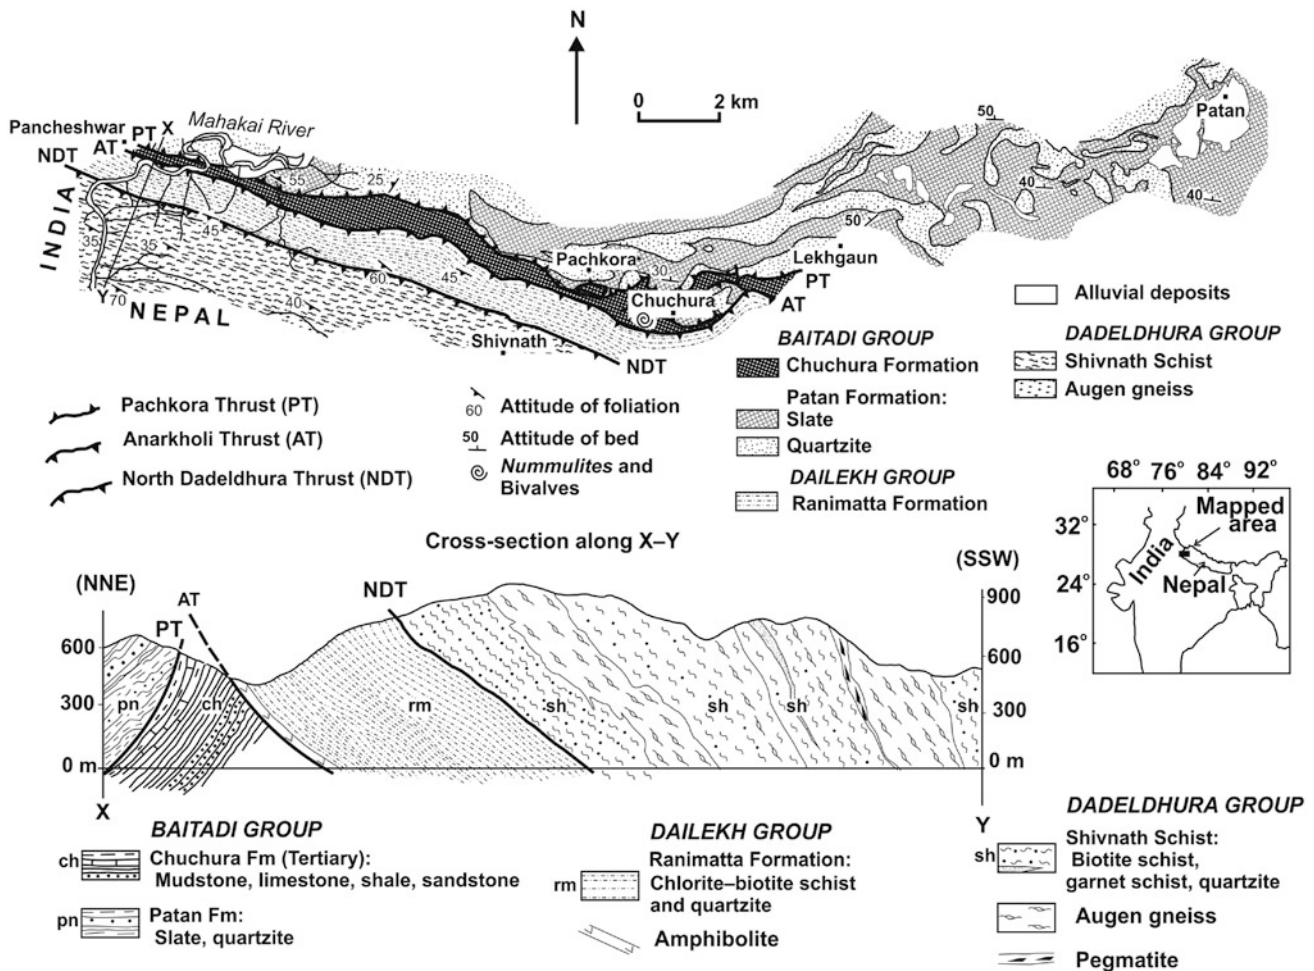 N
0 2 km
Mahakai River
Pancheshwar
PT
X
AT
NDT
INDIA
55
25
45
35
35
Y
70
NEPAL
40
60
45
Shivnath
NDT
Pachkora
30
Chuchura
Lekhgaun
PT
AT
50
50
40
40
Patan
Pachkora Thrust (PT)
Anarkholi Thrust (AT)
North Dadeldhura Thrust (NDT)
60 Attitude of foliation
50 Attitude of bed
Nummulites and
Bivalves
BAITADI GROUP
Chuchura Formation
Patan Formation:
Slate
Quartzite
DAILEKH GROUP
Ranimatta Formation
Alluvial deposits
DADELDHURA GROUP
Shivnath Schist
Augen gneiss
68° 76° 84° 92°
32°
24°
16°
Mapped
area
India
Nepal
Cross-section along X–Y
(NNE)
(SSW)
PT
AT
NDT
600
300
0 m
X
900
600
300
0 m
Y
pn
ch
rm
sh
sh
sh
sh
BAITADI GROUP
ch Chuchura Fm (Tertiary):
Mudstone, limestone, shale, sandstone
pn Patan Fm:
Slate, quartzite
DAILEKH GROUP
Ranimatta Formation:
rm Chlorite–biotite schist
and quartzite
Amphibolite
DADELDHURA GROUP
Shivnath Schist:
sh Biotite schist,
garnet schist, quartzite
Augen gneiss
Pegmatite